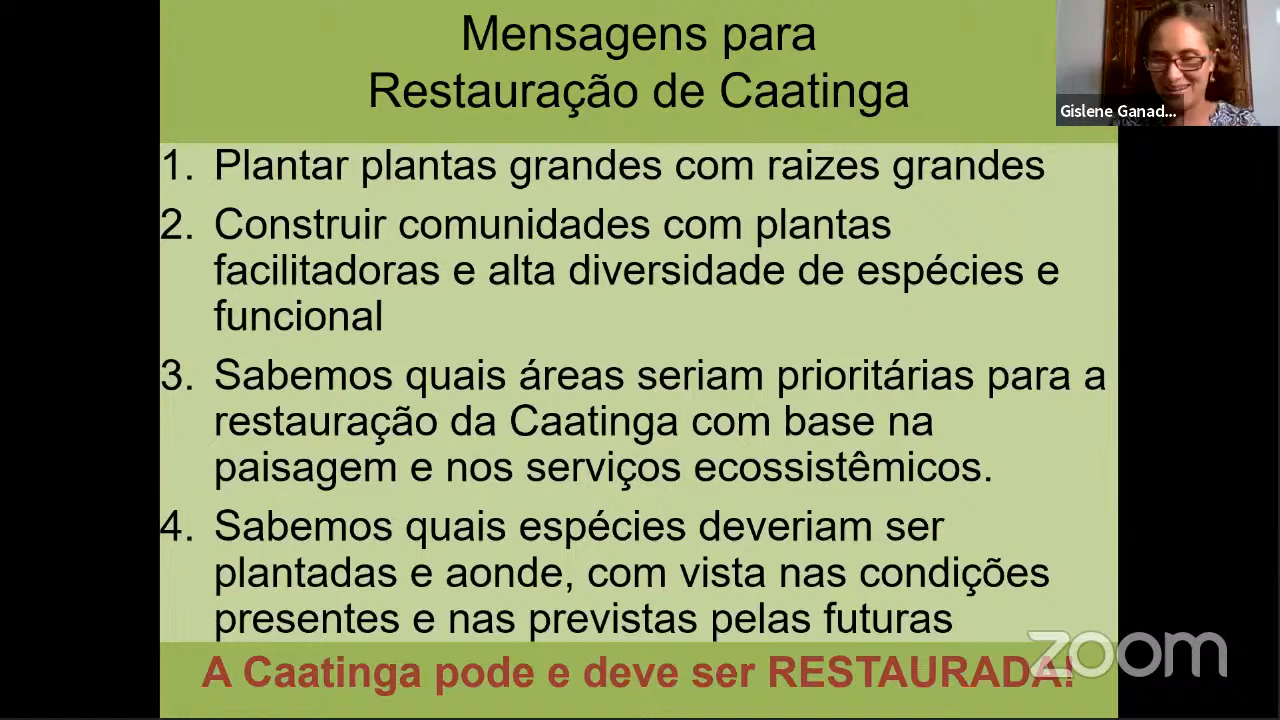 Mensagens para
Restauração de Caatinga
Gislene Ganad...
1. Plantar plantas grandes com raizes grandes
2. Construir comunidades com plantas
facilitadoras e alta diversidade de espécies e
funcional
3. Sabemos quais áreas seriam prioritárias para a
restauração da Caatinga com base na
paisagem e nos serviços ecossistêmicos.
4. Sabemos quais espécies deveriam ser
plantadas e aonde, com vista nas condições
presentes e nas previstas pelas futuras
A Caatinga pode e deve ser RESTAURADA!
zoom